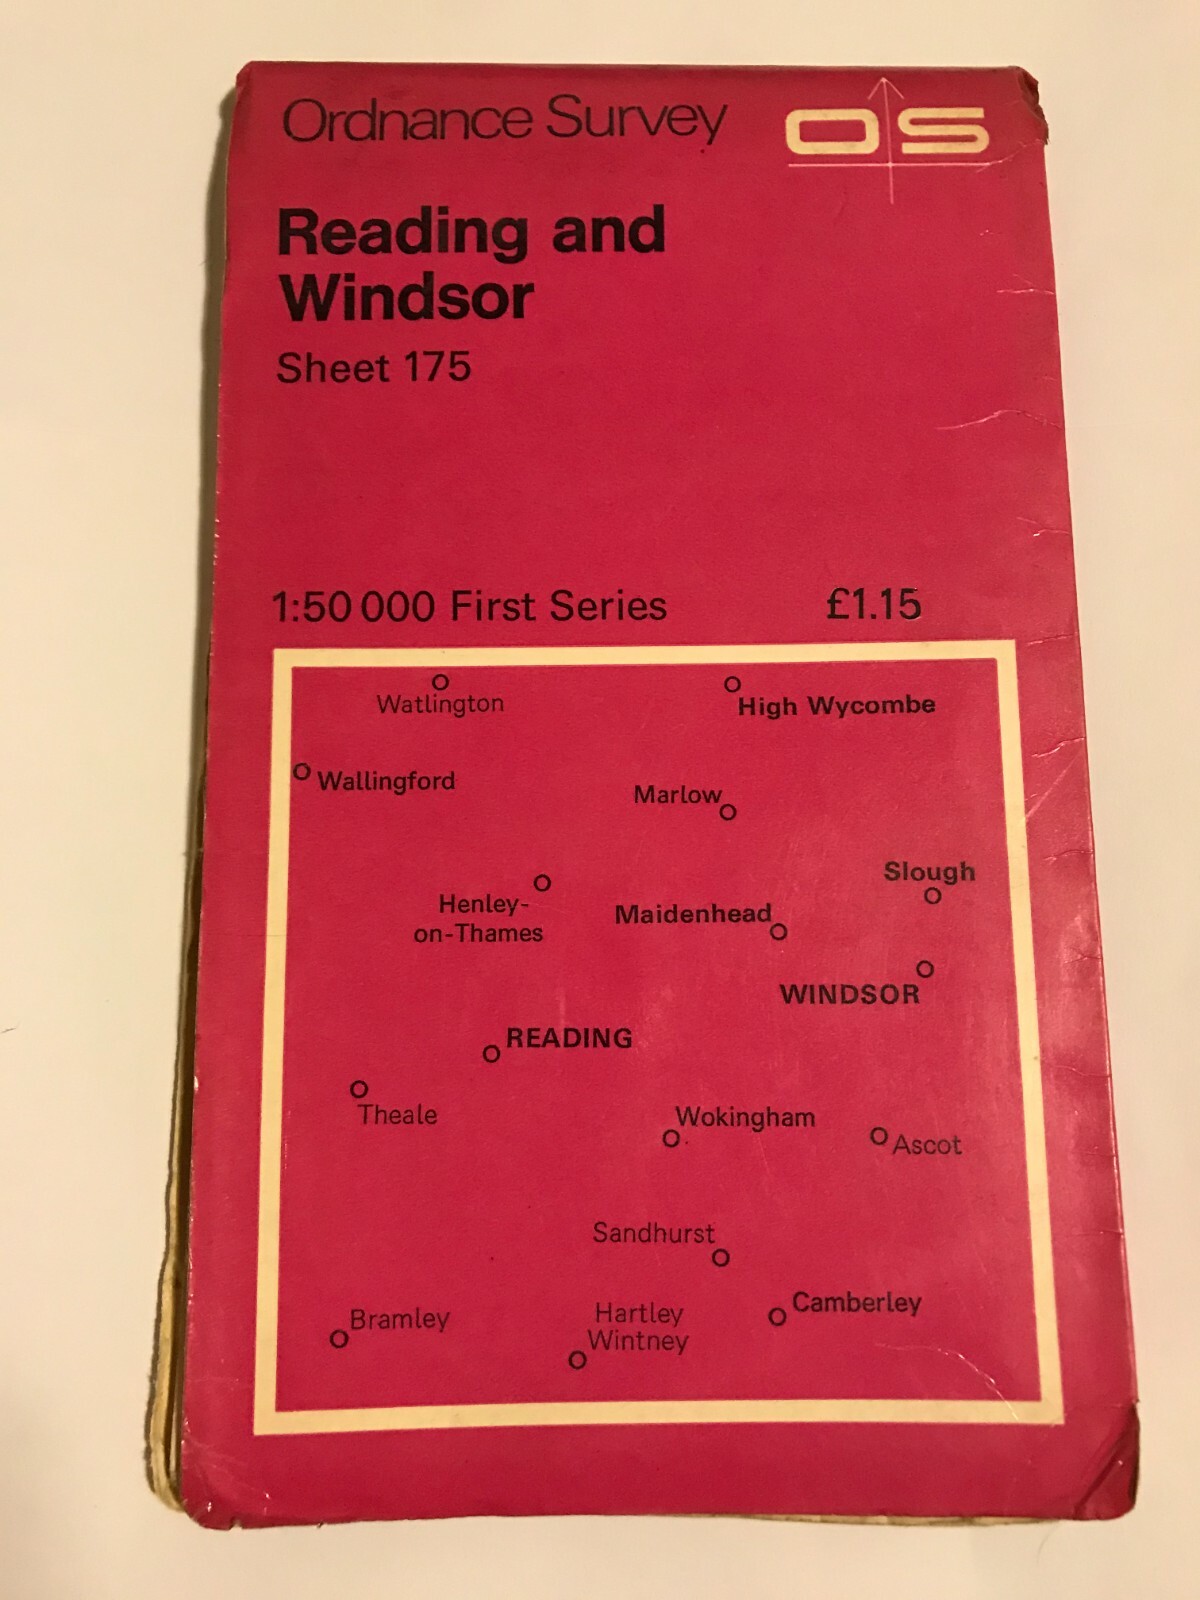 Ordnance Survey
OS
Reading and
Windsor
Sheet 175
1:50 000 First Series £1.15
Watlington
High Wycombe
Wallingford
Marlow
Slough
Henley-
on-Thames
Maidenhead
WINDSOR
READING
Theale
Wokingham
Ascot
Sandhurst
Bramley
Hartley
Wintney
Camberley